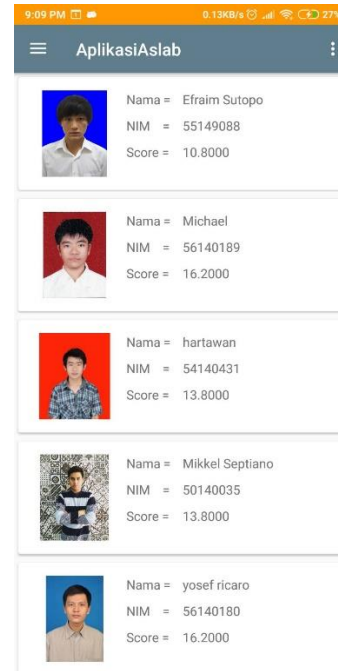 9:09 PM 0.13KB/s 27%
AplikasiAslab
Nama = Efraim Sutopo
NIM = 55149088
Score = 10.8000
Nama = Michael
NIM = 56140189
Score = 16.2000
Nama = hartawan
NIM = 54140431
Score = 13.8000
Nama = Mikkel Septiano
NIM = 50140035
Score = 13.8000
Nama = yosef ricaro
NIM = 56140180
Score = 16.2000